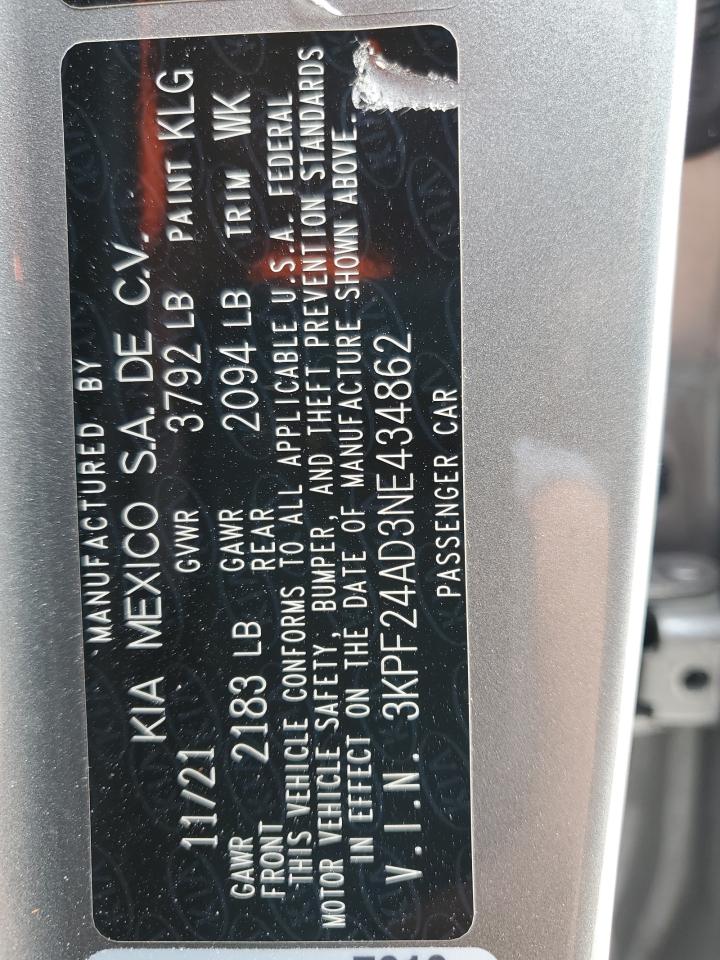 MANUFACTURED BY
KIA MEXICO S.A. DE C.V.
11/21 GVWR 3792 LB PAINT KLG
GAWR FRONT 2183 LB GAWR REAR 2094 LB TRIM WK
THIS VEHICLE CONFORMS TO ALL APPLICABLE U.S.A. FEDERAL
MOTOR VEHICLE SAFETY, BUMPER, AND THEFT PREVENTION STANDARDS
IN EFFECT ON THE DATE OF MANUFACTURE SHOWN ABOVE.
V.I.N. 3KPF24AD3NE434862
PASSENGER CAR